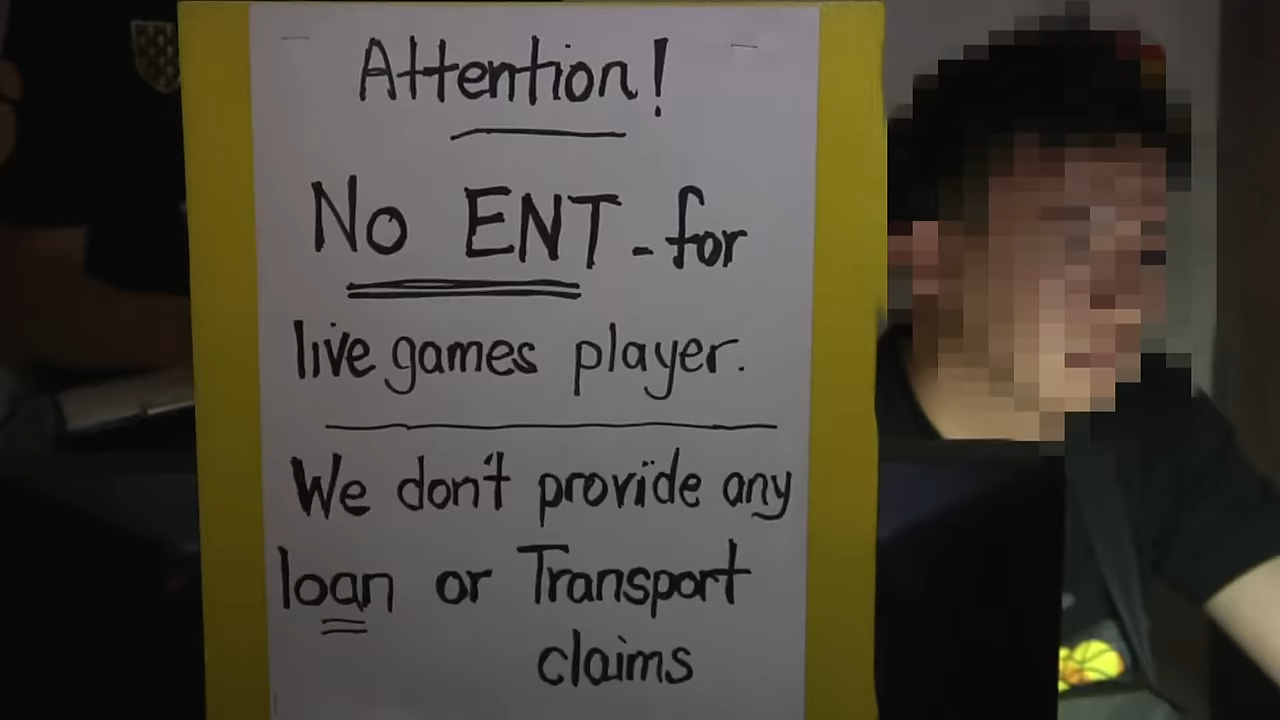 Attention!
No ENT - for
live games player.
We don't provide any
loan or Transport
claims